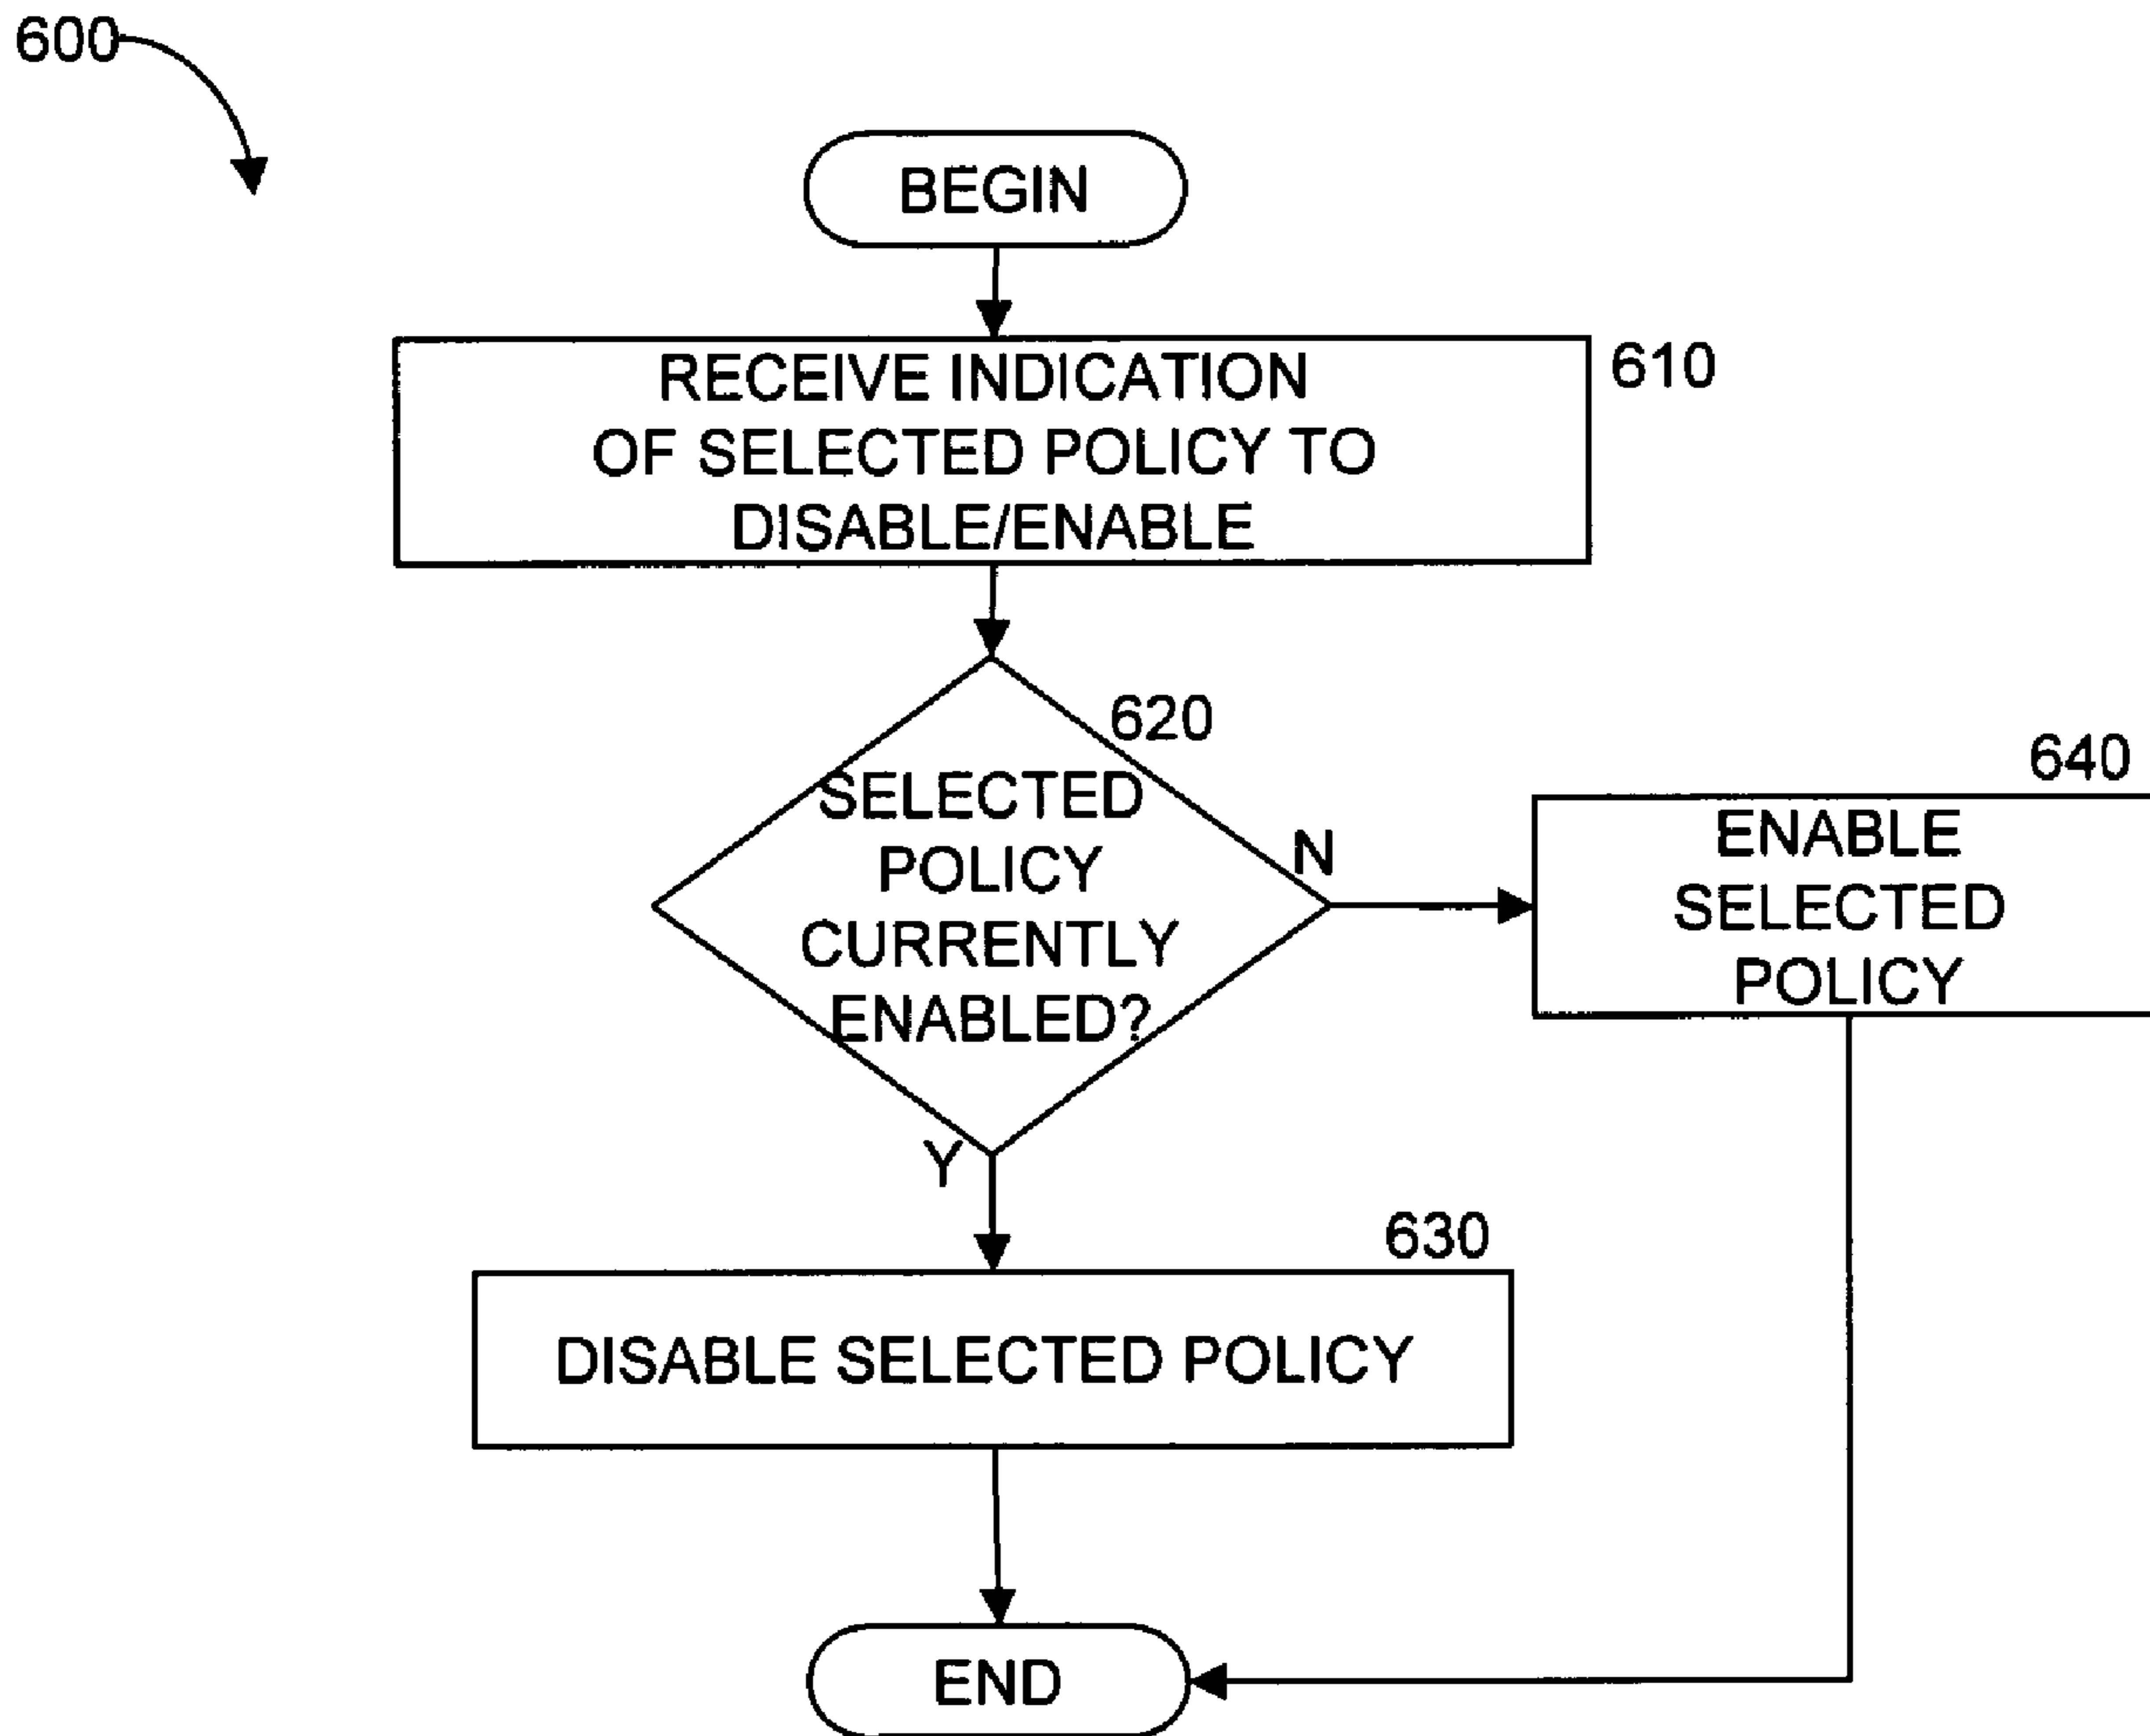 600
BEGIN
RECEIVE INDICATION
OF SELECTED POLICY TO
DISABLE/ENABLE
610
620
SELECTED
POLICY
CURRENTLY
ENABLED?
N
640
ENABLE
SELECTED
POLICY
Y
630
DISABLE SELECTED POLICY
END